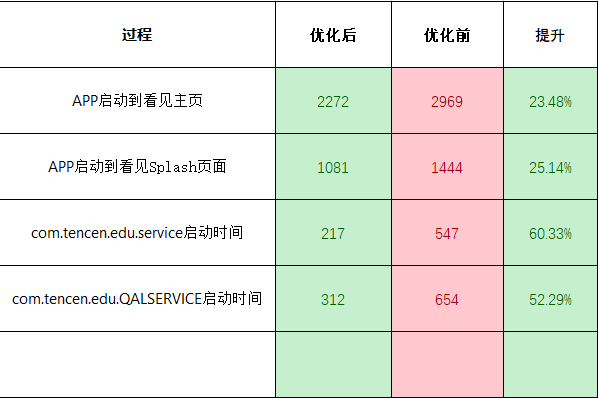 过程 优化后 优化前 提升
APP启动到看见主页 2272 2969 23.48%
APP启动到看见Splash页面 1081 1444 25.14%
com.tencen.edu.service启动时间 217 547 60.33%
com.tencen.edu.QALSERVICE启动时间 312 654 52.29%